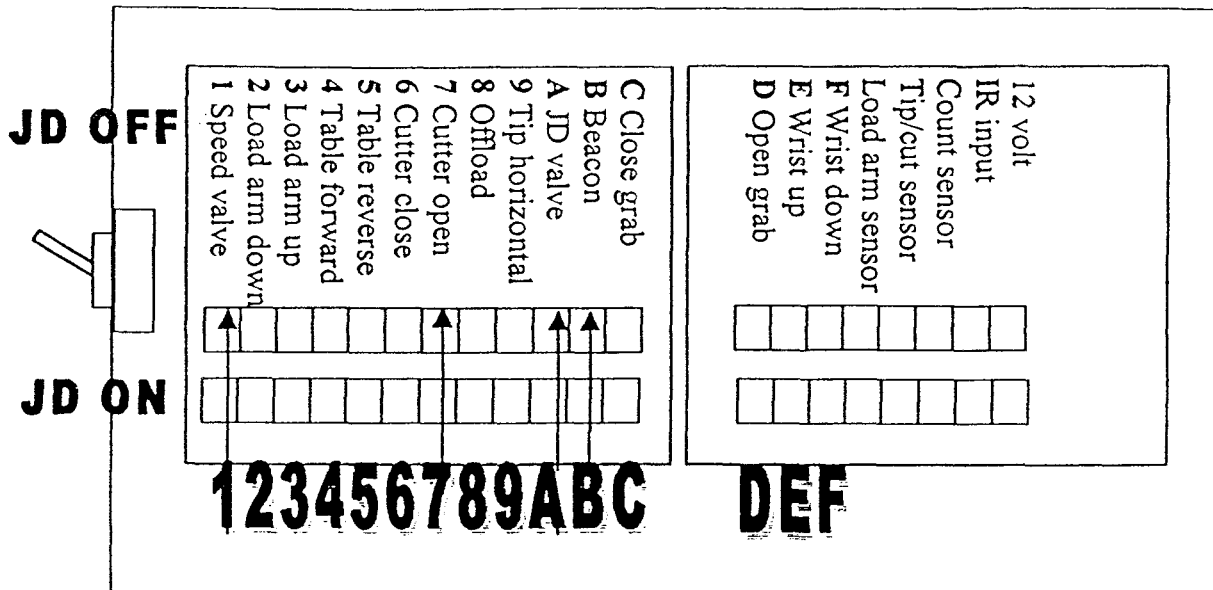 JD OFF
JD ON
C Close grab
B Beacon
A JD valve
9 Tip horizontal
8 Offload
7 Cutter open
6 Cutter close
5 Table reverse
4 Table forward
3 Load arm up
2 Load arm down
1 Speed valve
12 volt
IR input
Count sensor
Tip/cut sensor
Load arm sensor
F Wrist down
E Wrist up
D Open grab
123456789ABC
DEF